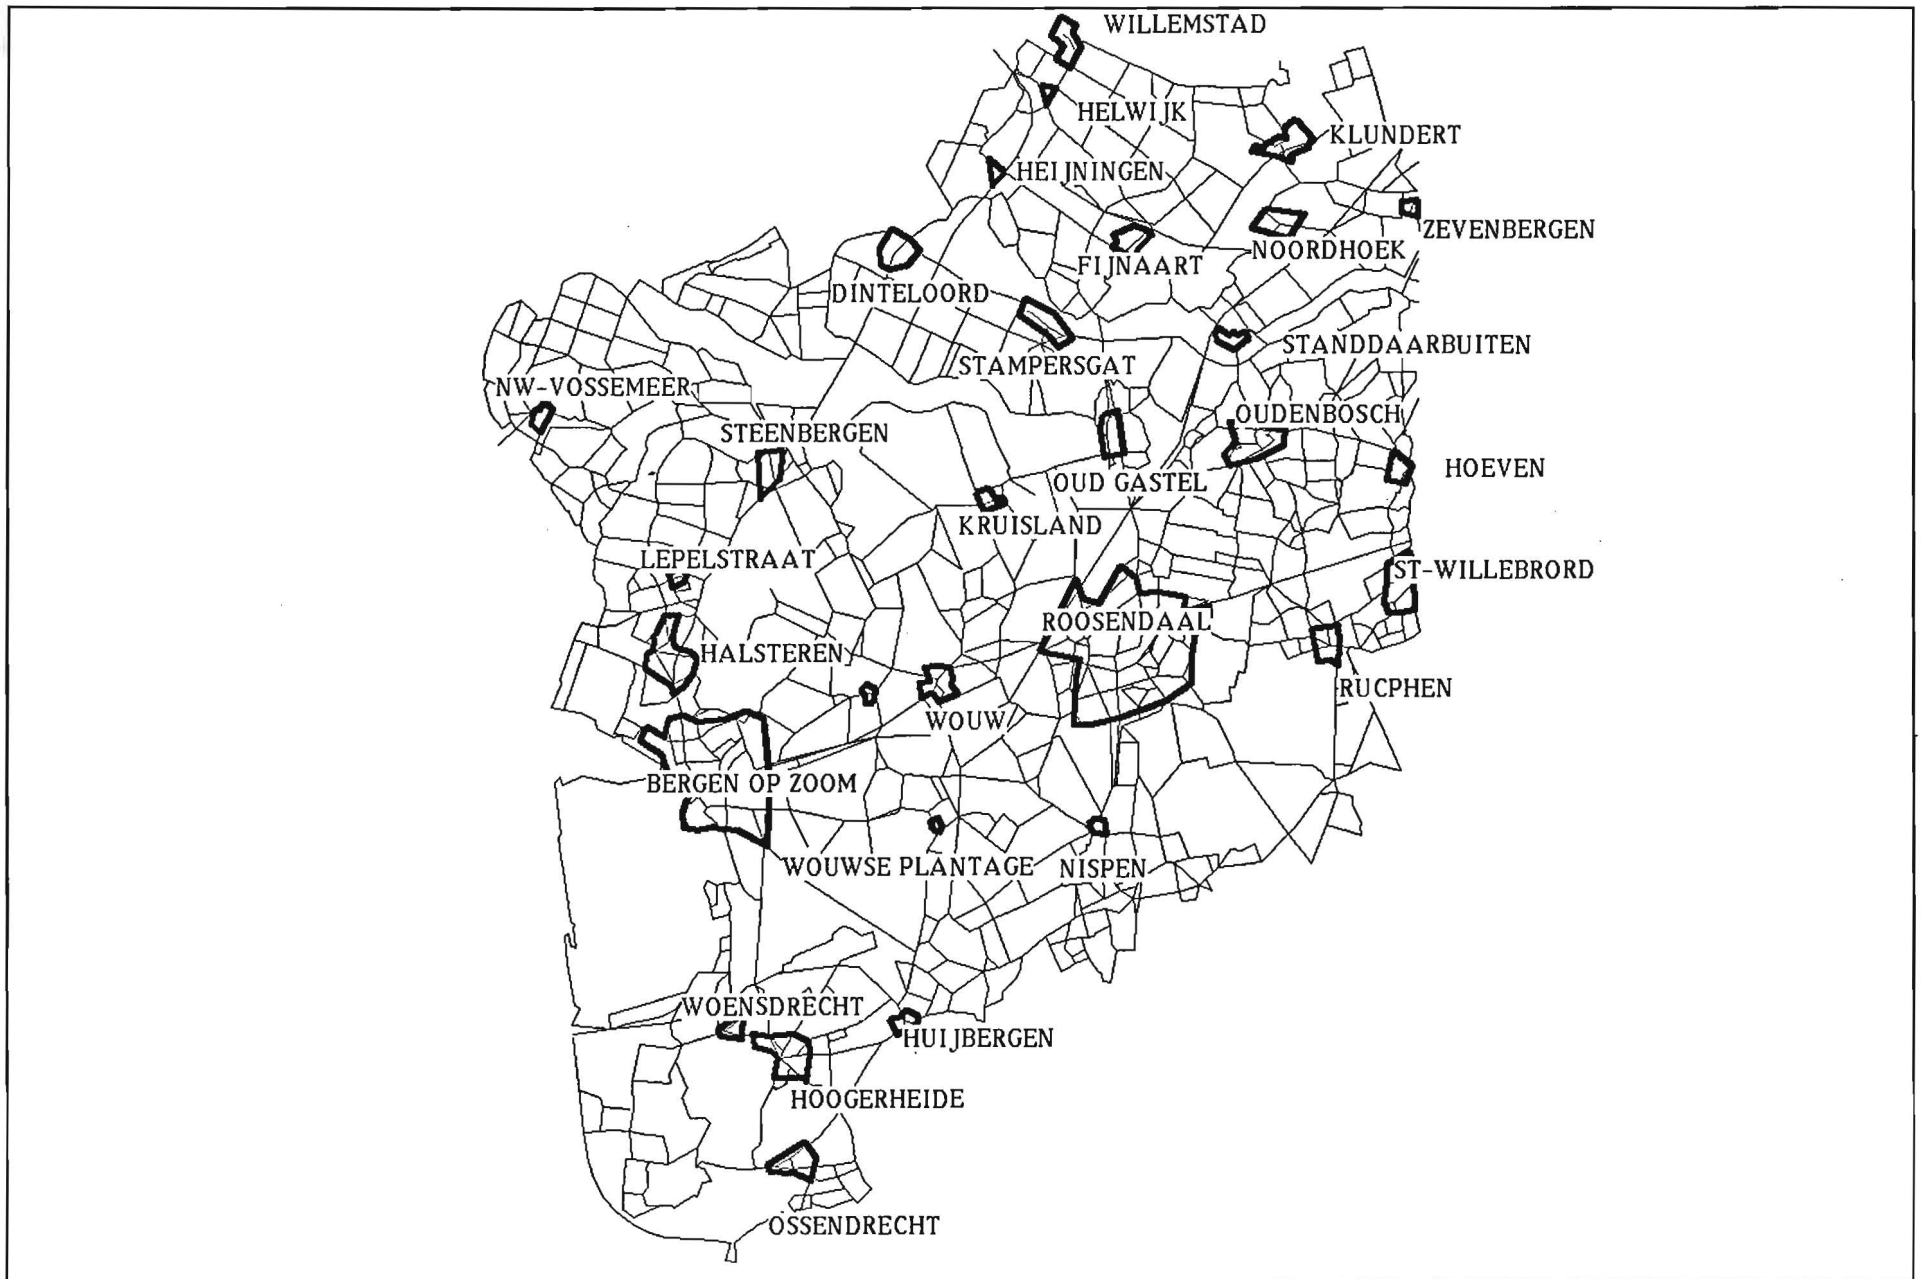 WILLEMSTAD
HELWIJK
KLUNDERT
HEIJNINGEN
ZEVENBERGEN
NOORDHOEK
FIJNAART
DINTELOORD
STANDDAARBUITEN
STAMPERSGAT
NW-VOSSEMEER
OUDENBOSCH
STEENBERGEN
HOEVEN
OUD GASTEL
KRUISLAND
LEPELSTRAAT
ST-WILLEBRORD
ROOSENDAAL
HALSTEREN
RUCPHEN
WOUW
BERGEN OP ZOOM
WOUWSE PLANTAGE
NISPEN
WOENSDRECHT
HUIJBERGEN
HOOGERHEIDE
OSSENDRECHT